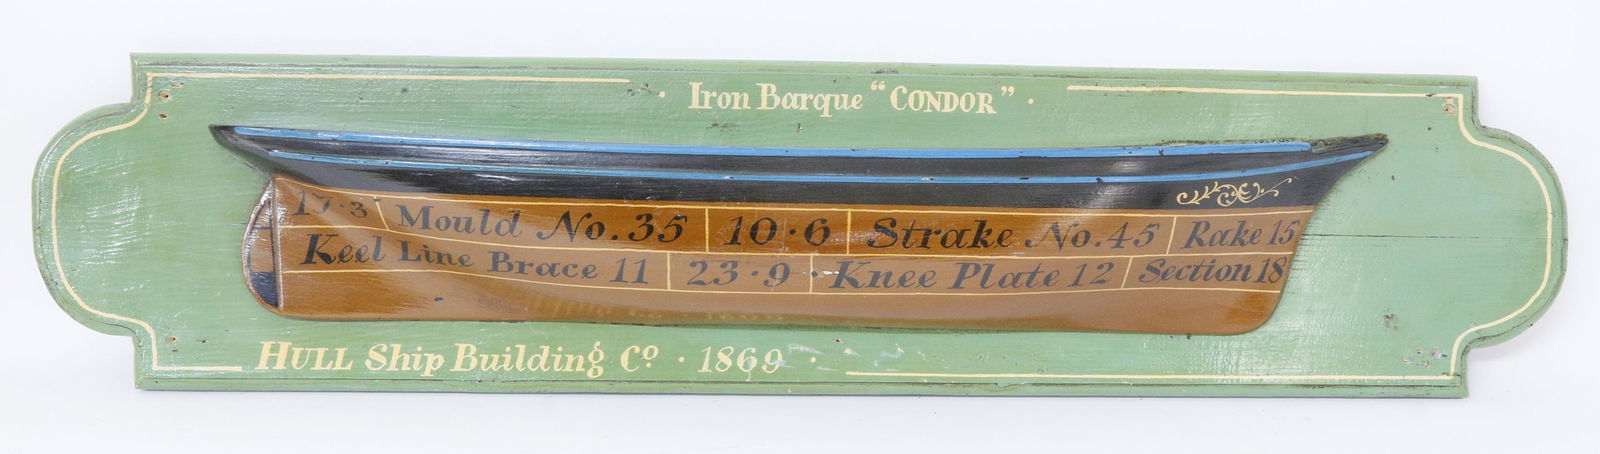 · Iron Barque “CONDOR” ·
17·3 Mould No. 35 10·6 Strake No. 45 Rake 15
Keel Line Brace 11 23·9 · Knee Plate 12 Section 18
HULL Ship Building Co · 1869 ·